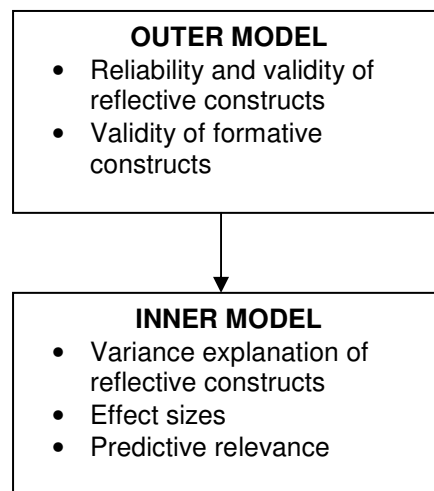 OUTER MODEL
• Reliability and validity of
reflective constructs
• Validity of formative
constructs
INNER MODEL
• Variance explanation of
reflective constructs
• Effect sizes
• Predictive relevance